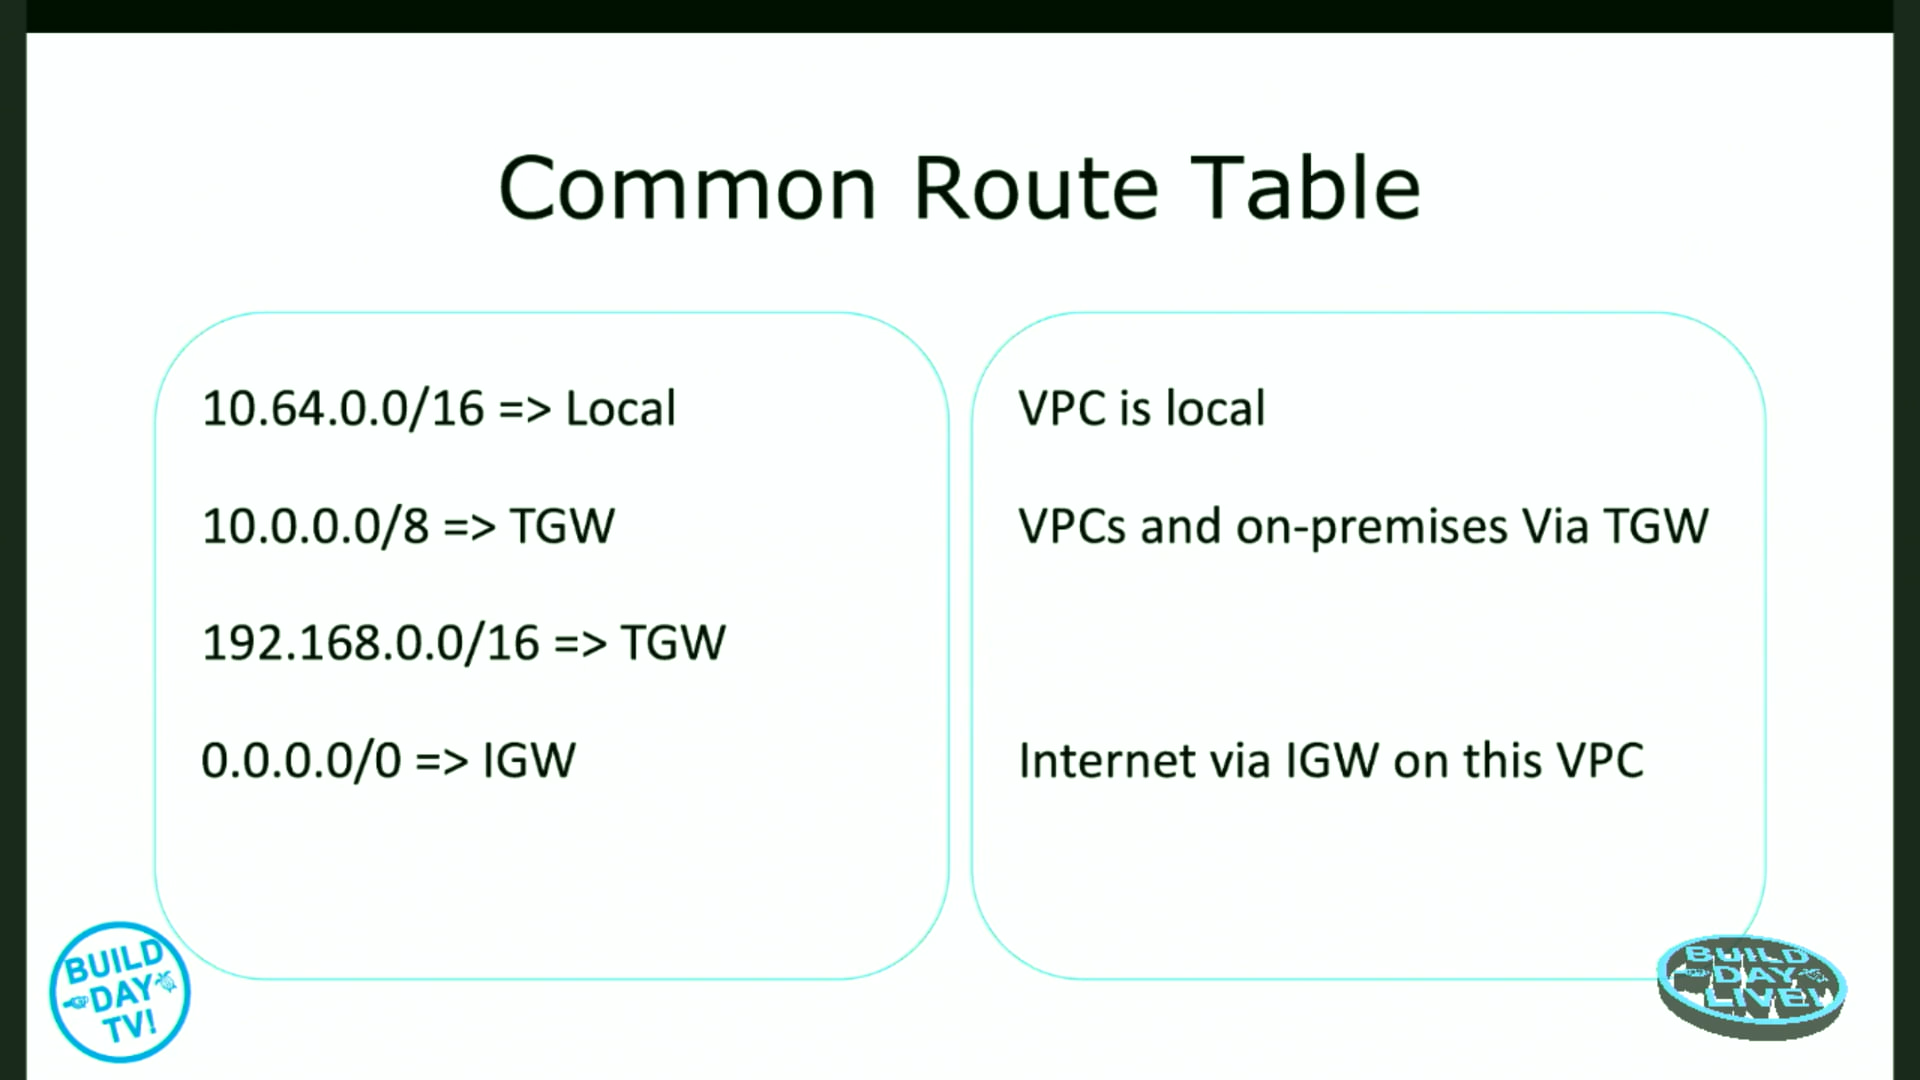 Common Route Table
10.64.0.0/16 => Local
VPC is local
10.0.0.0/8 => TGW
VPCs and on-premises Via TGW
192.168.0.0/16 => TGW
0.0.0.0/0 => IGW
Internet via IGW on this VPC
BUILD
DAY
TV!
BUILD
DAY
LIVE!